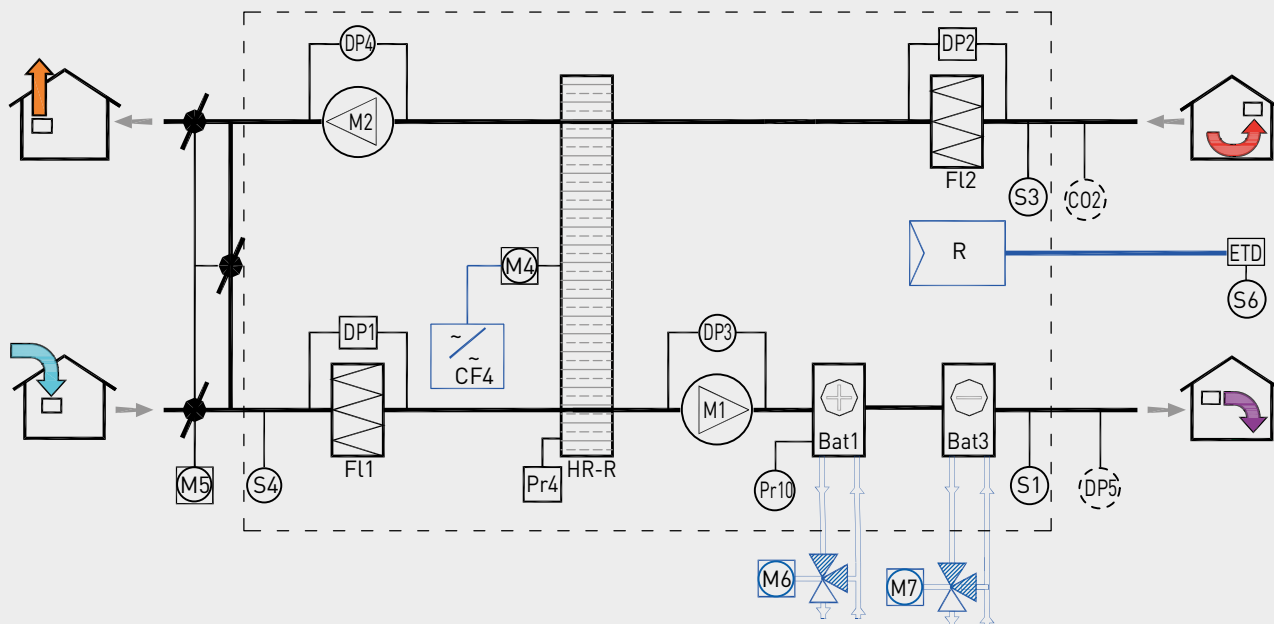 DP4
DP2
M2
Fl2
S3
CO2
R
ETD
S6
M4
~
~
CF4
DP1
DP3
M1
Bat1
Bat3
Fl1
HR-R
M5
S4
Pr4
Pr10
S1
DP5
M6
M7